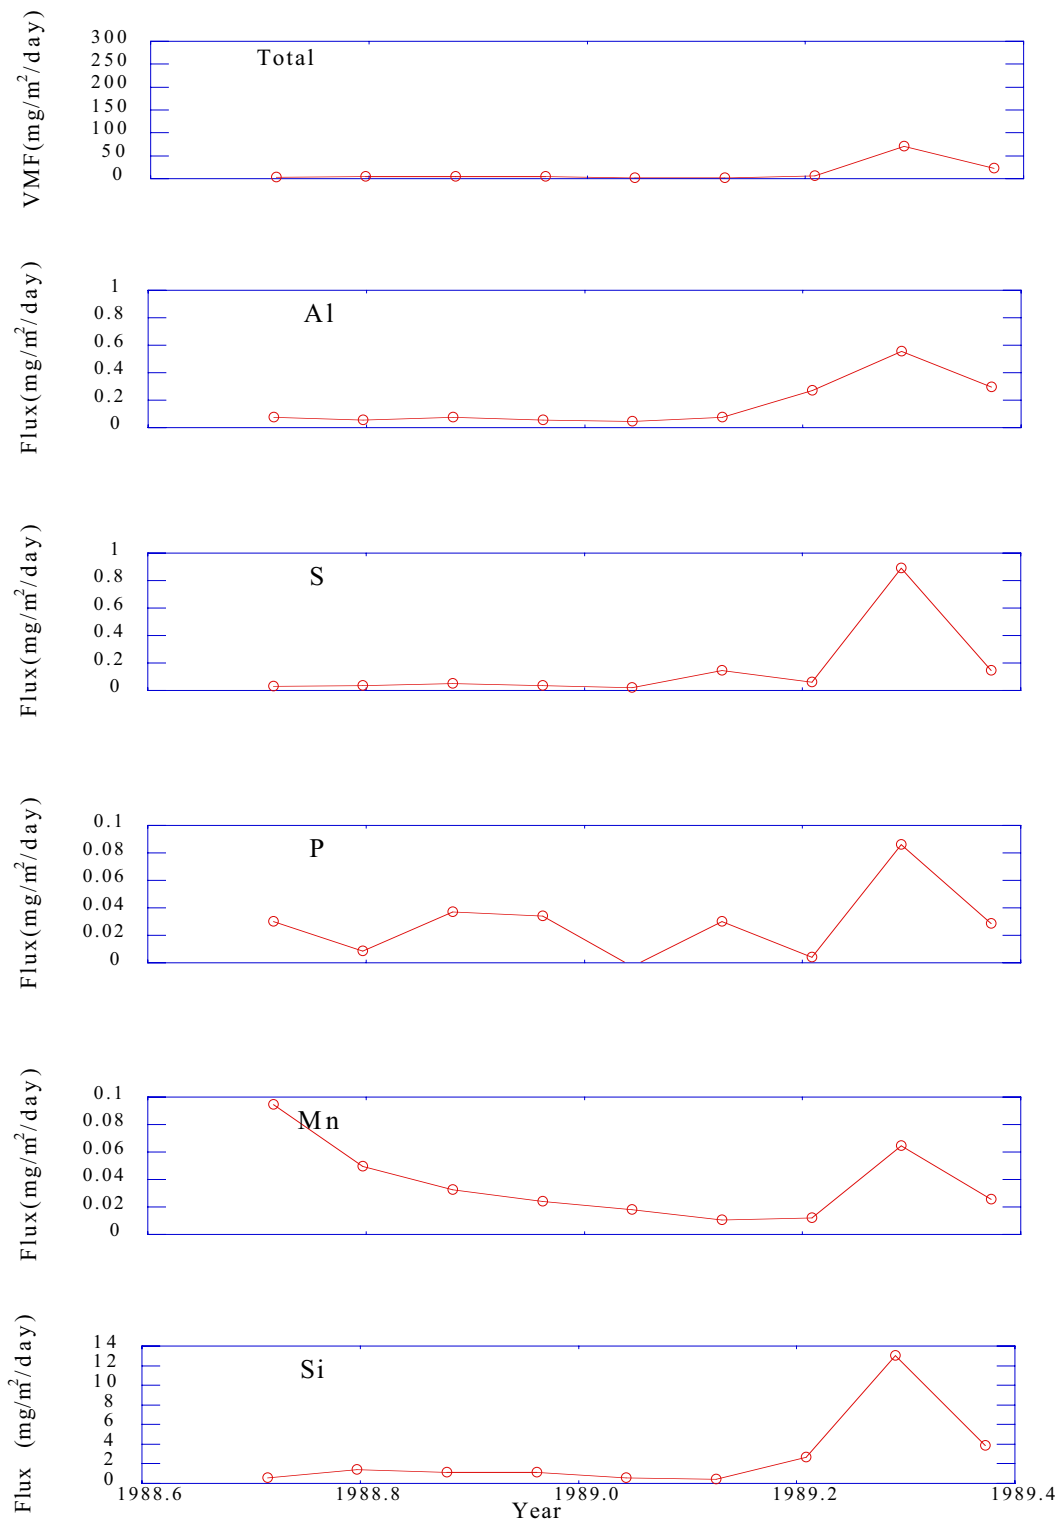 VMF(mg/m²/day)
300
250
200
150
100
50
0
Total
Flux(mg/m²/day)
1
0.8
0.6
0.4
0.2
0
Al
Flux(mg/m²/day)
1
0.8
0.6
0.4
0.2
0
S
Flux(mg/m²/day)
0.1
0.08
0.06
0.04
0.02
0
P
Flux(mg/m²/day)
0.1
0.08
0.06
0.04
0.02
0
Mn
Flux (mg/m²/day)
14
12
10
8
6
4
2
0
Si
1988.6 1988.8 1989.0 1989.2 1989.4
Year